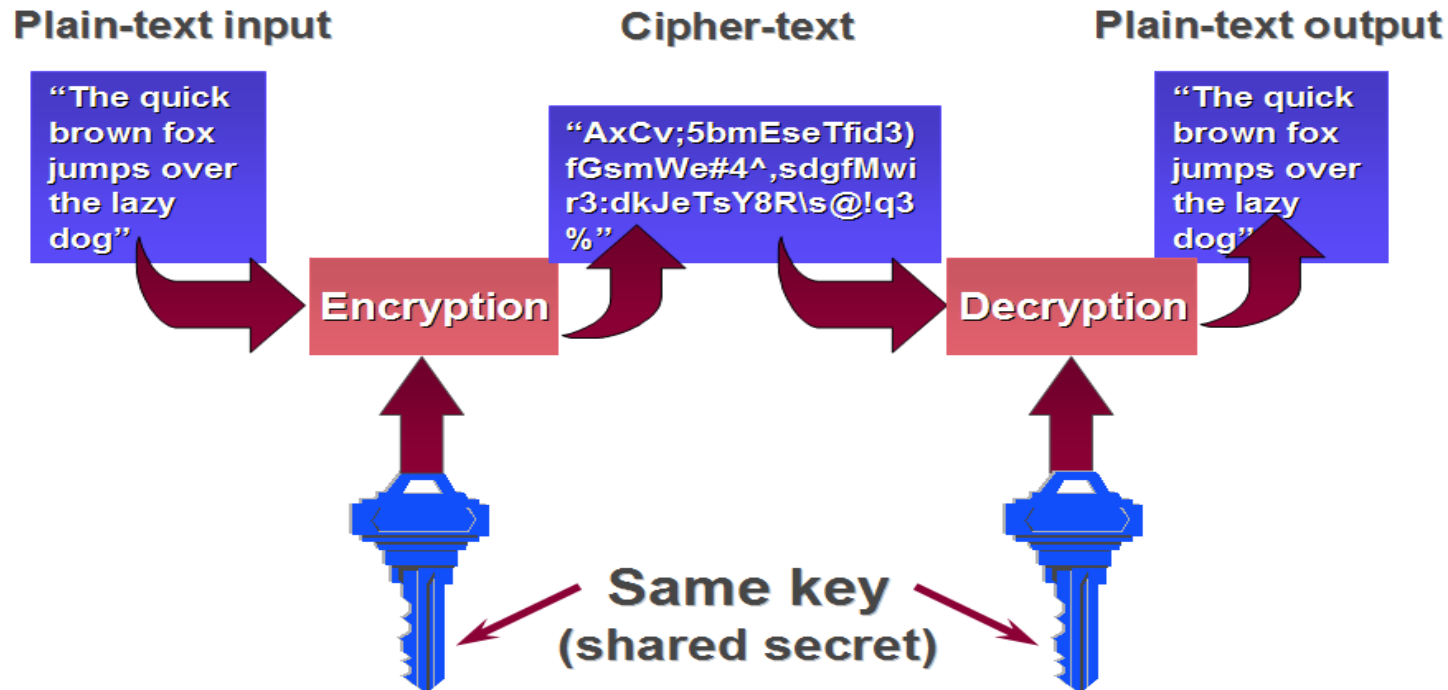 Plain-text input
Cipher-text
Plain-text output
“The quick
brown fox
jumps over
the lazy
dog”
“AxCv;5bmEseTfid3)
fGsmWe#4^,sdgfMwi
r3:dkJeTsY8R\s@!q3
%”
“The quick
brown fox
jumps over
the lazy
dog”
Encryption
Decryption
Same key
(shared secret)